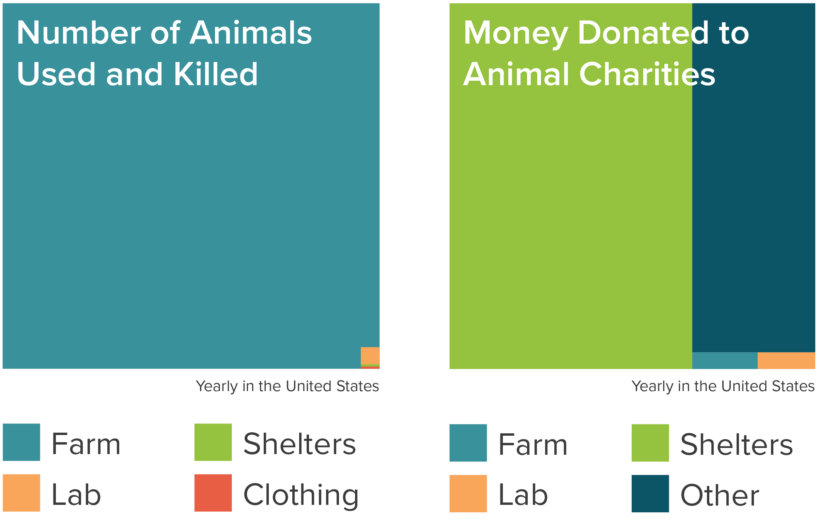 Number of Animals
Used and Killed
Yearly in the United States
Farm
Shelters
Lab
Clothing
Money Donated to
Animal Charities
Yearly in the United States
Farm
Shelters
Lab
Other